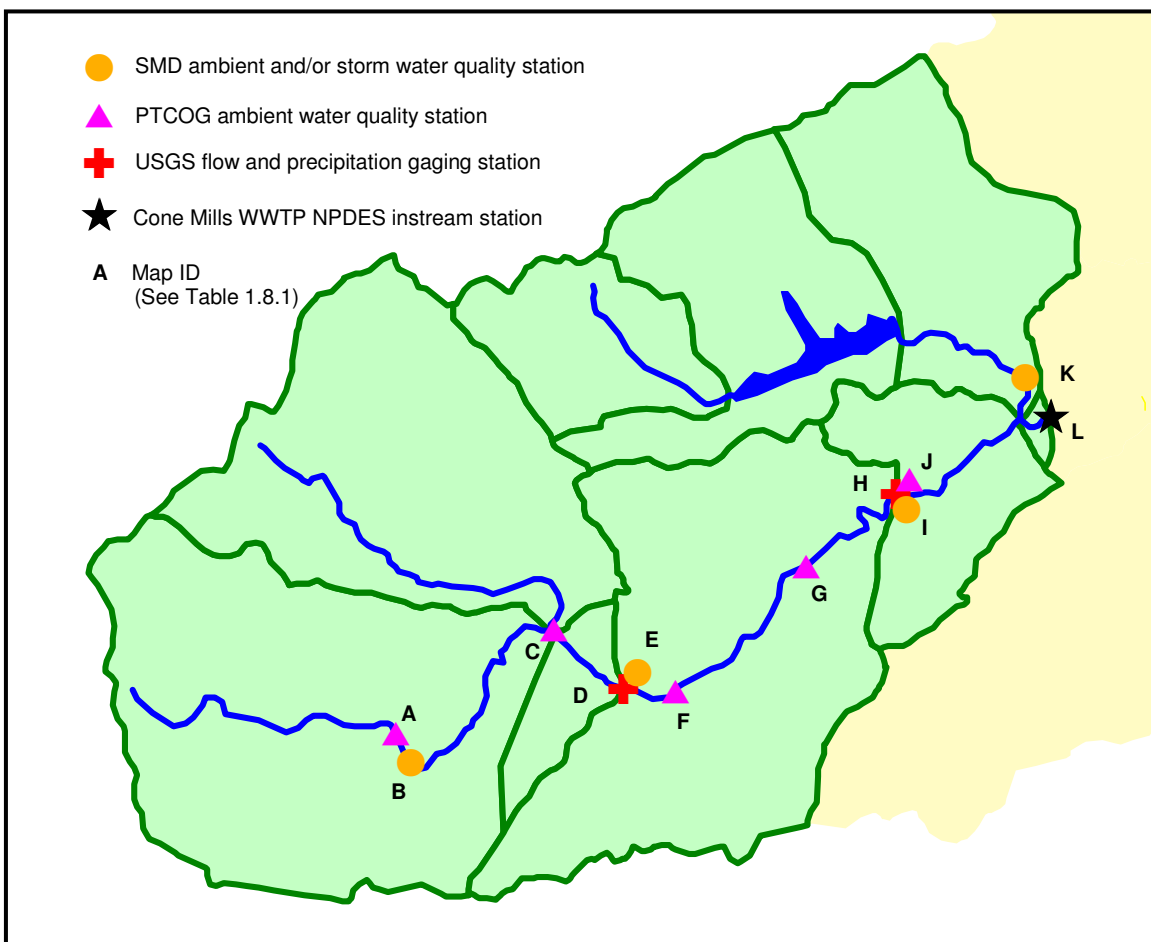 SMD ambient and/or storm water quality station
PTCOG ambient water quality station
USGS flow and precipitation gaging station
Cone Mills WWTP NPDES instream station
A Map ID
(See Table 1.8.1)
K
L
J
H
I
G
E
C
D
F
A
B